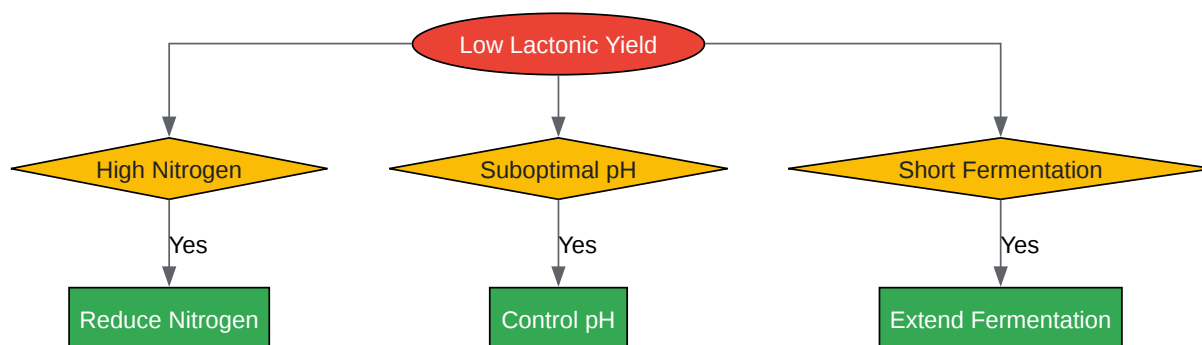 Low Lactonic Yield
High Nitrogen
Suboptimal pH
Short Fermentation
Yes
Yes
Yes
Reduce Nitrogen
Control pH
Extend Fermentation